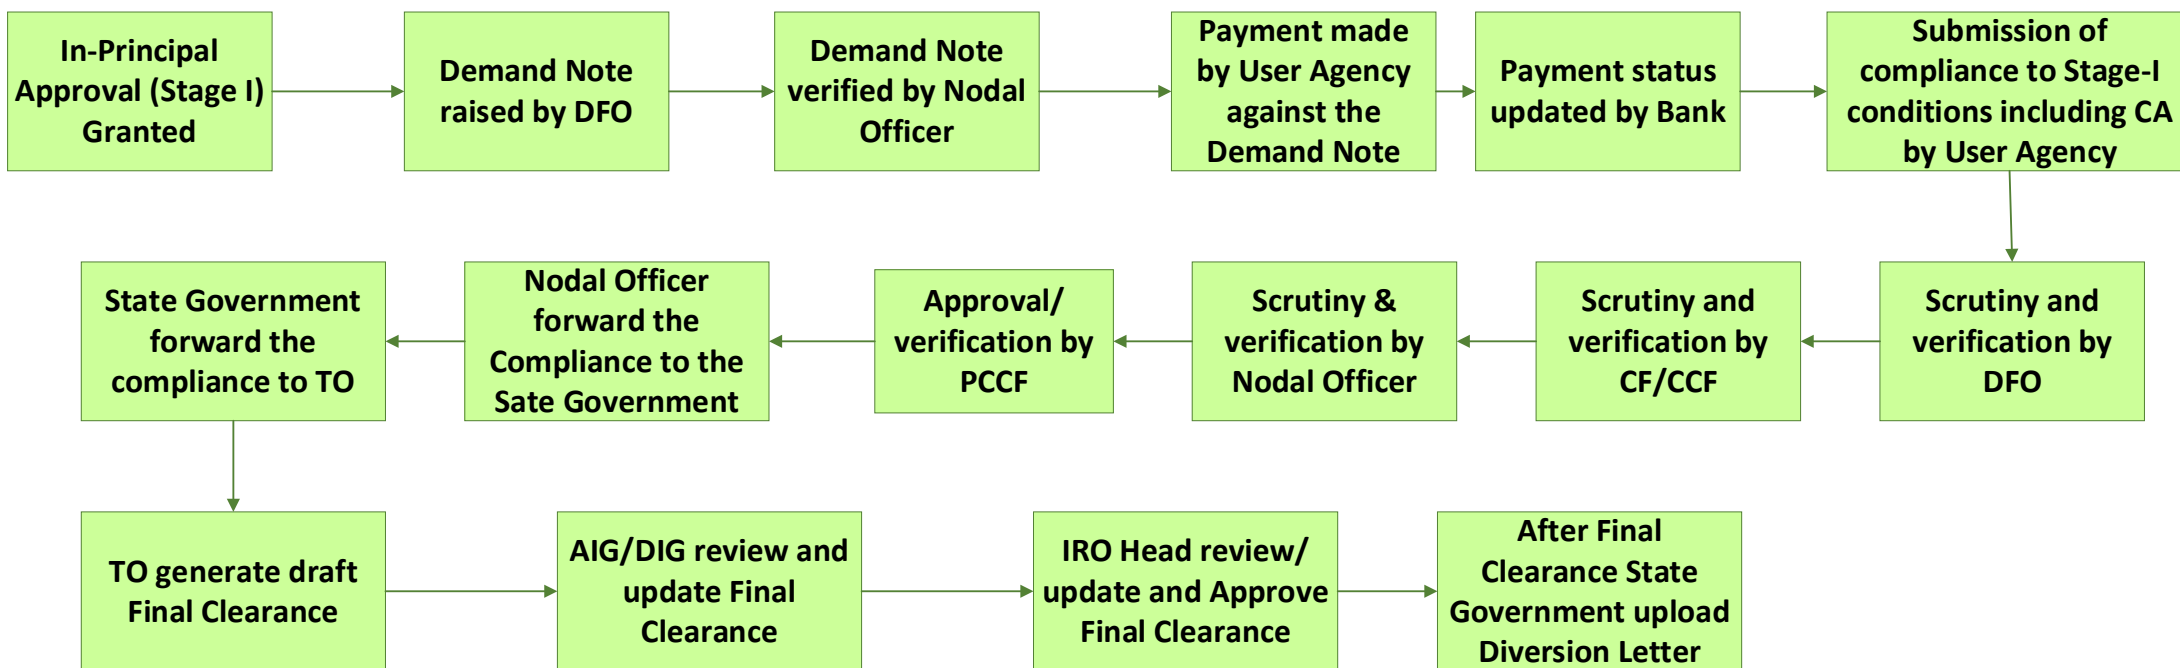 In-Principal
Approval (Stage I)
Granted
Demand Note
raised by DFO
Demand Note
verified by Nodal
Officer
Payment made
by User Agency
against the
Demand Note
Payment status
updated by Bank
Submission of
compliance to Stage-I
conditions including CA
by User Agency
Scrutiny and
verification by
DFO
Scrutiny and
verification by
CF/CCF
Scrutiny &
verification by
Nodal Officer
Approval/
verification by
PCCF
Nodal Officer
forward the
Compliance to the
Sate Government
State Government
forward the
compliance to TO
TO generate draft
Final Clearance
AIG/DIG review and
update Final
Clearance
IRO Head review/
update and Approve
Final Clearance
After Final
Clearance State
Government upload
Diversion Letter